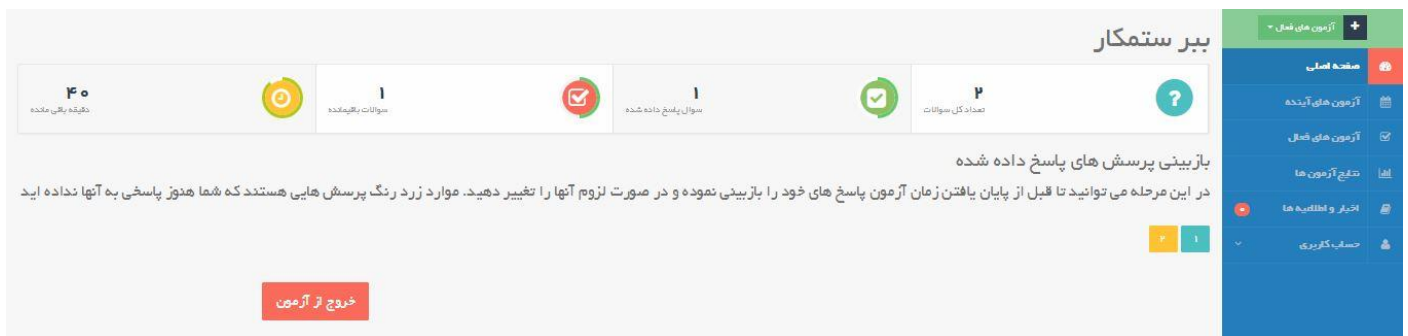 آزمون های فعال
ببر ستمکار
صفحه اصلی
آزمون های آینده
آزمون های فعال
نتایج آزمون ها
اخبار و اطلاعیه ها
۰
حساب کاربری
۲
تعداد کل سوالات
۱
سوال پاسخ داده شده
۱
سوالات باقیمانده
۴۰
دقیقه باقی مانده
بازبینی پرسش های پاسخ داده شده
در این مرحله می توانید تا قبل از پایان یافتن زمان آزمون پاسخ های خود را بازبینی نموده و در صورت لزوم آنها را تغییر دهید. موارد زرد رنگ پرسش هایی هستند که شما هنوز پاسخی به آنها نداده اید
۱ ۲
خروج از آزمون